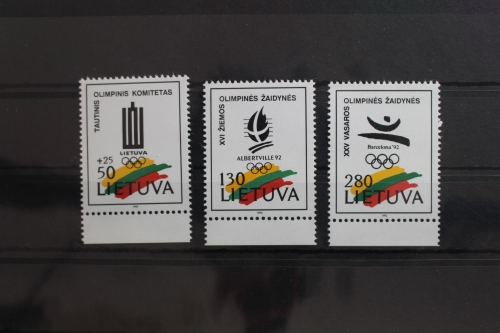 TAUTINIS OLIMPINIS KOMITETAS
LIETUVA
+25
50
LIETUVA
XVI ŽIEMOS OLIMPINĖS ŽAIDYNĖS
ALBERTVILLE 92
130
LIETUVA
XXV VASAROS OLIMPINĖS ŽAIDYNĖS
Barcelona '92
280
LIETUVA